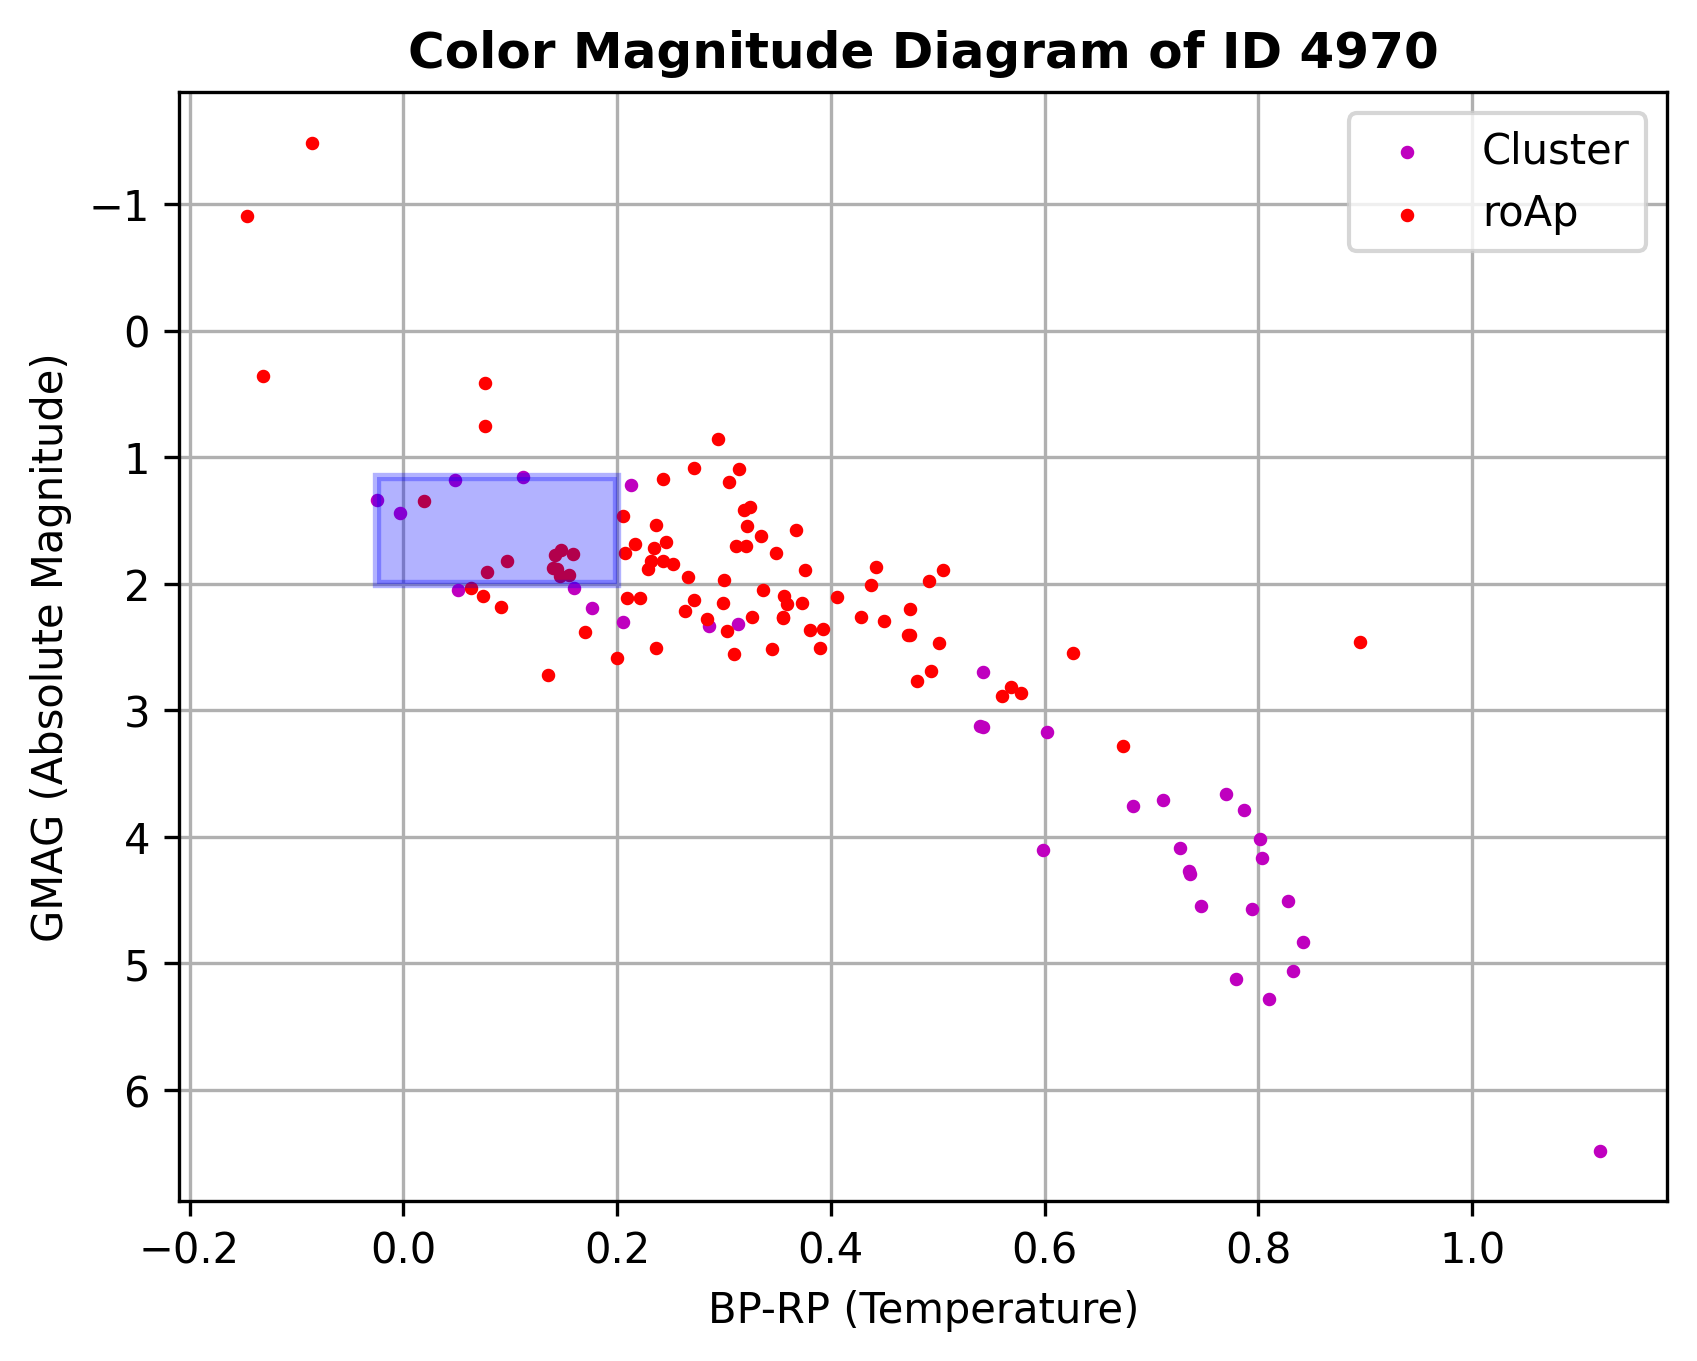 Color Magnitude Diagram of ID 4970
Cluster
roAp
GMAG (Absolute Magnitude)
−1
0
1
2
3
4
5
6
−0.2 0.0 0.2 0.4 0.6 0.8 1.0
BP-RP (Temperature)